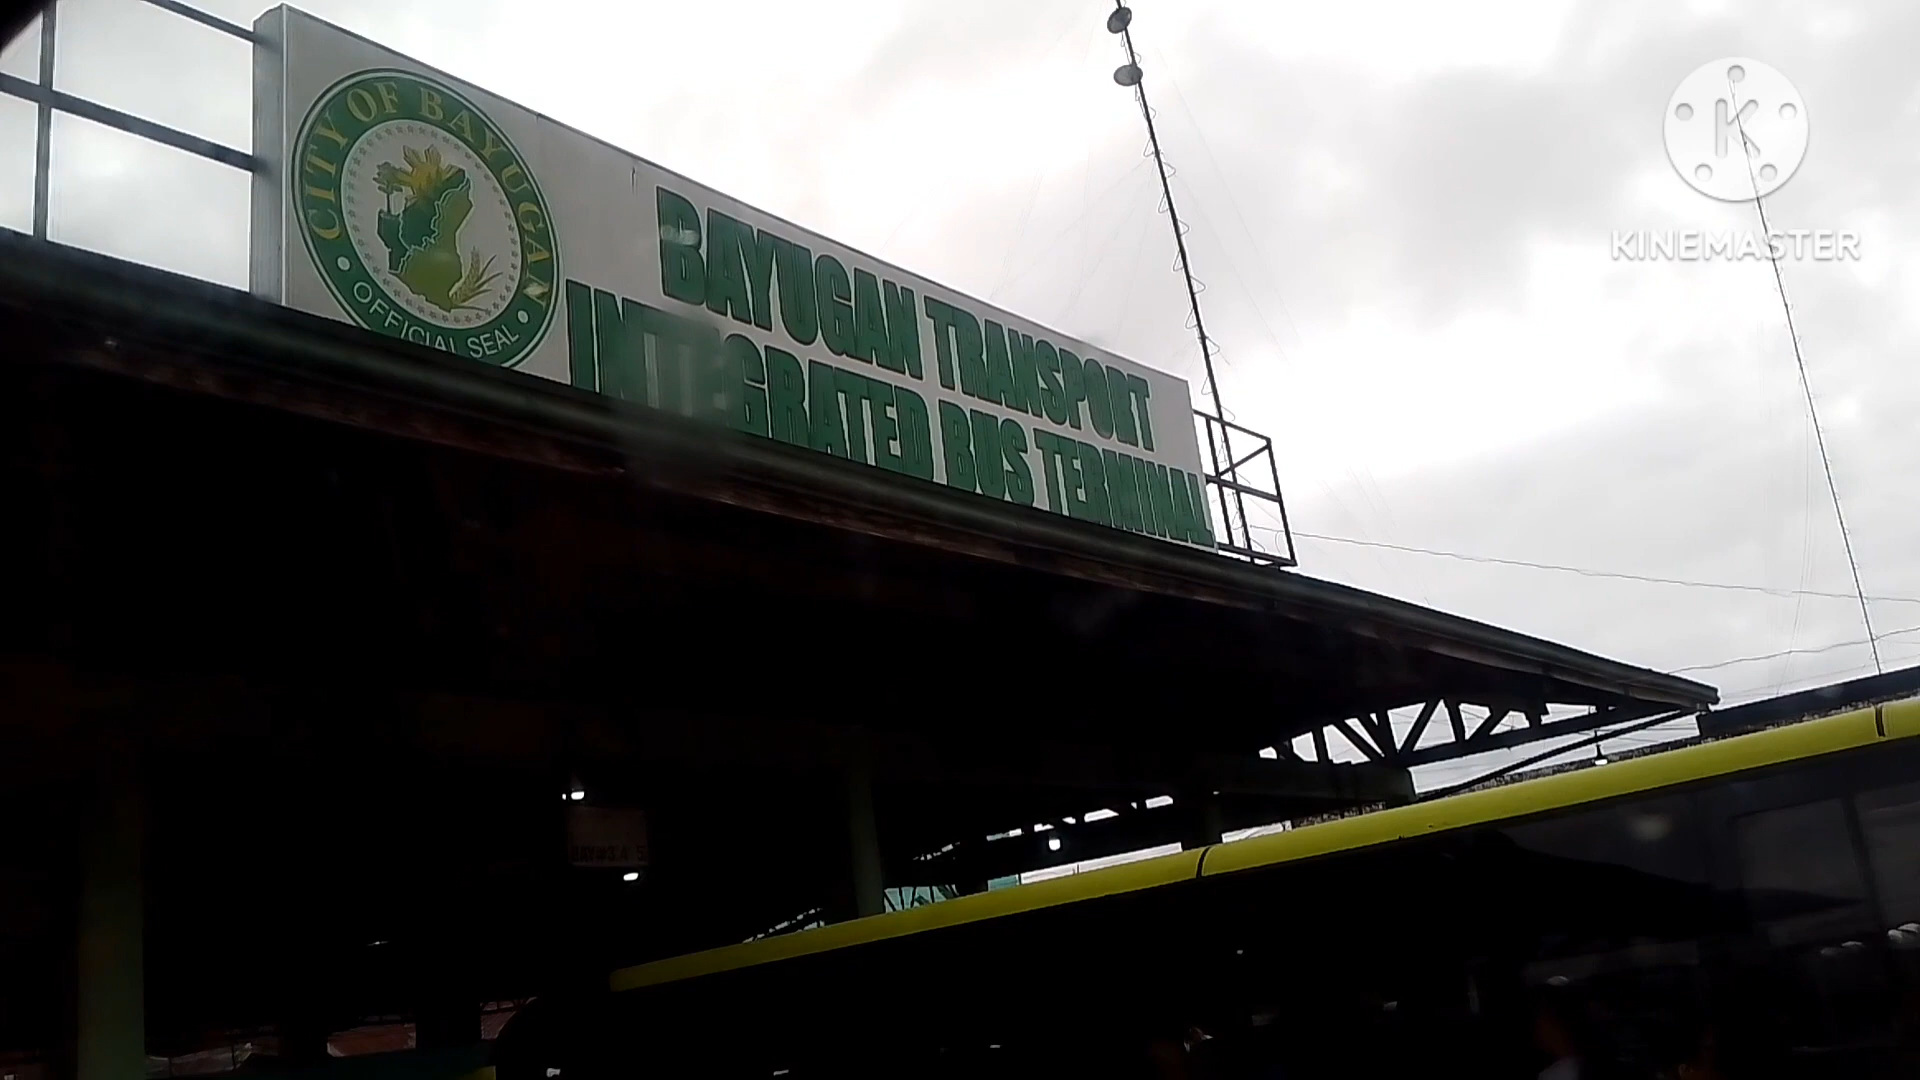 CITY OF BAYUGAN
OFFICIAL SEAL
BAYUGAN TRANSPORT
INTEGRATED BUS TERMINAL
K
KINEMASTER